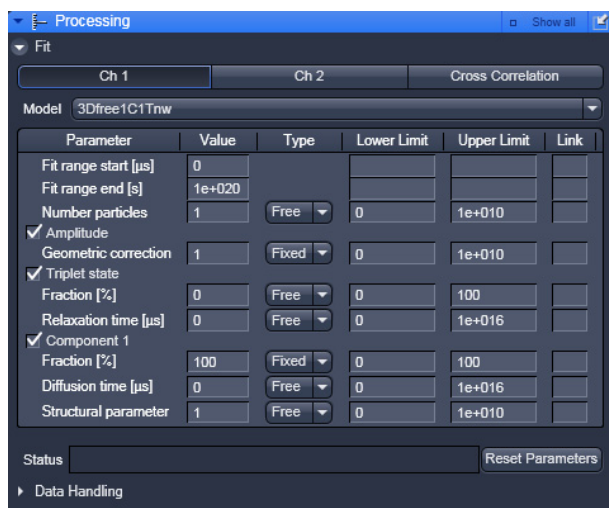 Processing Show all
Fit
Ch 1 Ch 2 Cross Correlation
Model 3Dfree1C1Tnw
Parameter Value Type Lower Limit Upper Limit Link
Fit range start [µs] 0
Fit range end [s] 1e+020
Number particles 1 Free 0 1e+010
Amplitude
Geometric correction 1 Fixed 0 1e+010
Triplet state
Fraction [%] 0 Free 0 100
Relaxation time [µs] 0 Free 0 1e+016
Component 1
Fraction [%] 100 Fixed 0 100
Diffusion time [µs] 0 Free 0 1e+016
Structural parameter 1 Free 0 1e+010
Status Reset Parameters
Data Handling